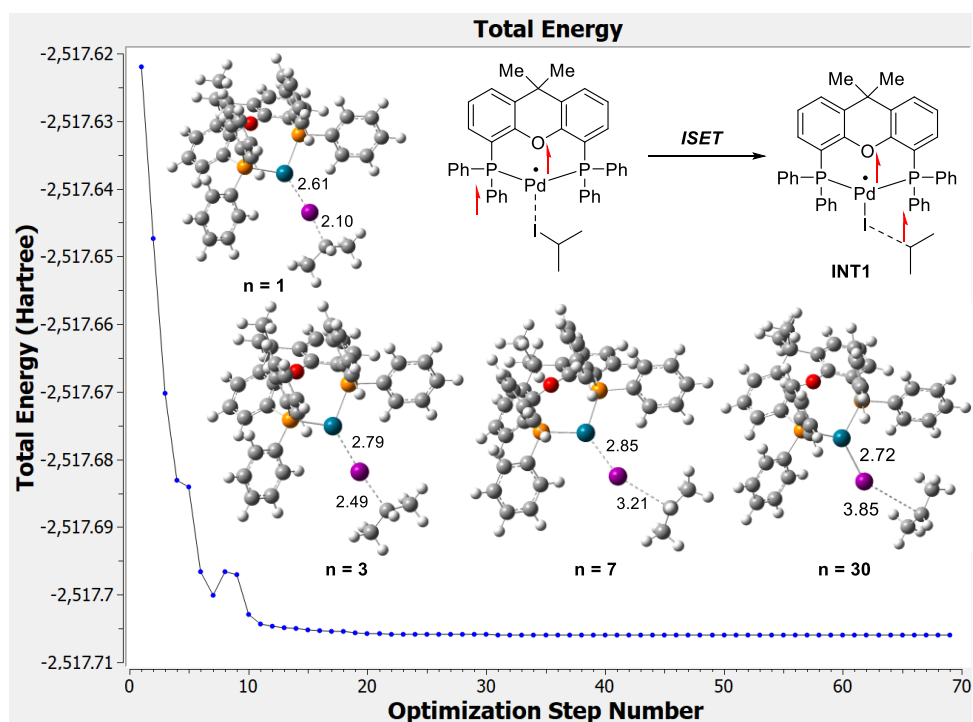 Total Energy
Total Energy (Hartree)
-2,517.62
-2,517.63
-2,517.64
-2,517.65
-2,517.66
-2,517.67
-2,517.68
-2,517.69
-2,517.7
-2,517.71
2.61
2.10
n = 1
Me Me
O
Ph P P Ph
Ph Pd Ph
I
ISET
Me Me
O
Ph P P Ph
Ph Pd Ph
I
INT1
2.79
2.49
n = 3
2.85
3.21
n = 7
2.72
3.85
n = 30
0 10 20 30 40 50 60 70
Optimization Step Number